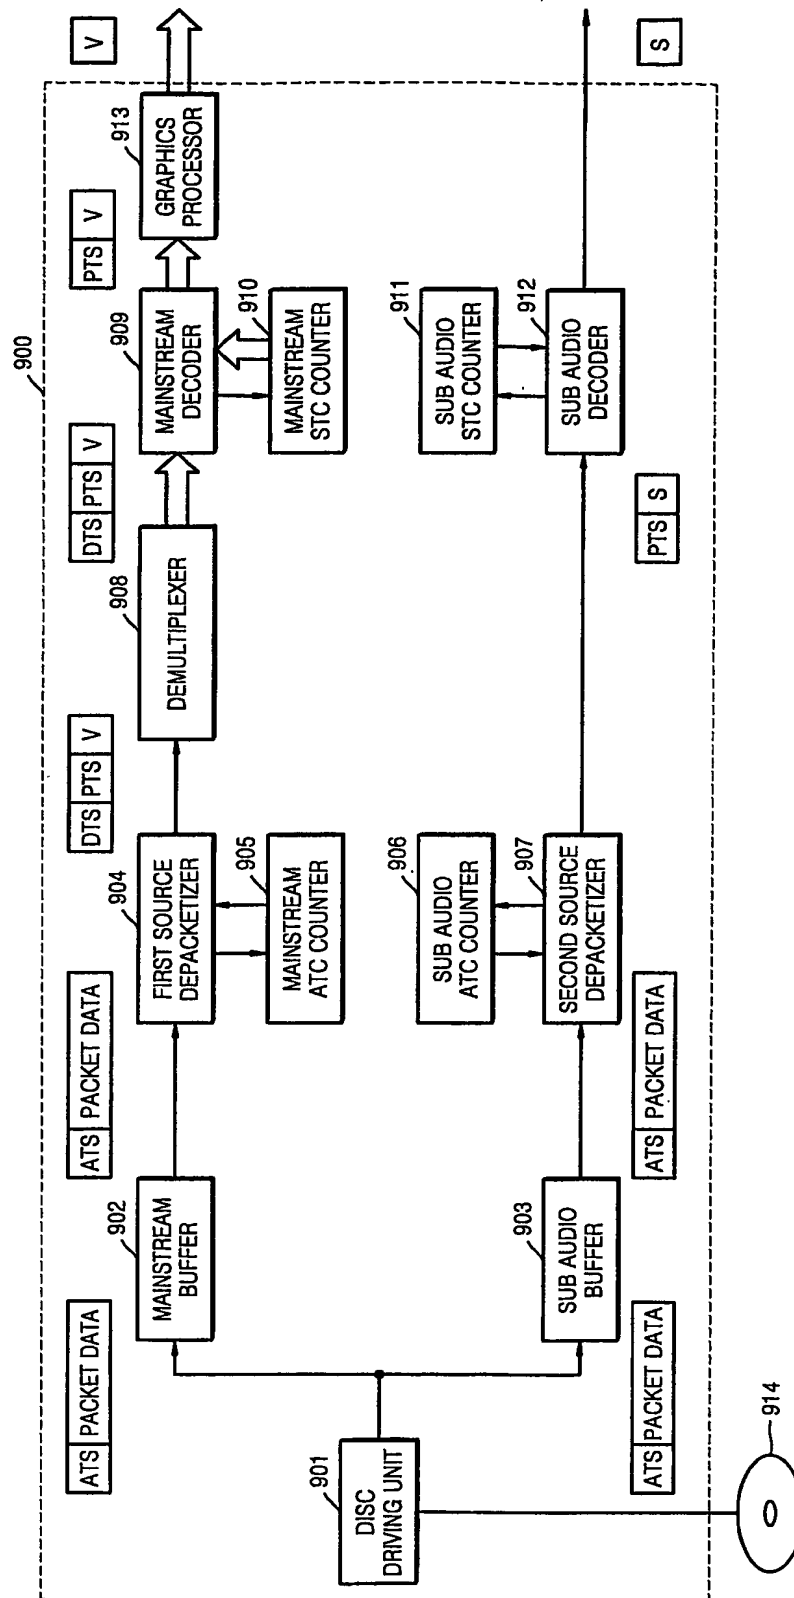 900
V
PTS V
DTS PTS V
DTS PTS V
ATS PACKET DATA
ATS PACKET DATA
913
GRAPHICS
PROCESSOR
909
MAINSTREAM
DECODER
910
MAINSTREAM
STC COUNTER
908
DEMULTIPLEXER
904
FIRST SOURCE
DEPACKETIZER
905
MAINSTREAM
ATC COUNTER
902
MAINSTREAM
BUFFER
901
DISC
DRIVING UNIT
911
SUB AUDIO
STC COUNTER
912
SUB AUDIO
DECODER
906
SUB AUDIO
ATC COUNTER
907
SECOND SOURCE
DEPACKETIZER
903
SUB AUDIO
BUFFER
S
PTS S
ATS PACKET DATA
ATS PACKET DATA
914